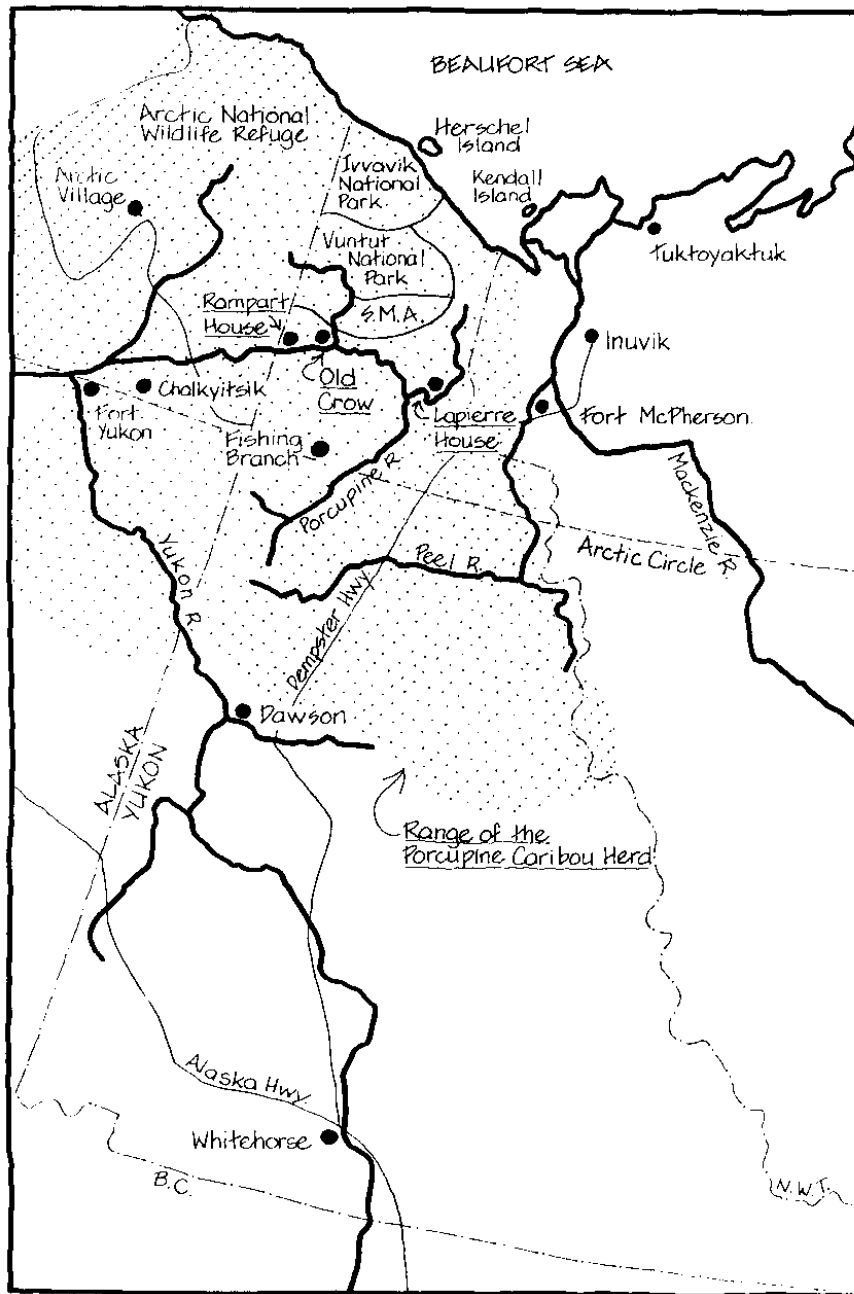 BEAUFORT SEA
Arctic National
Wildlife Refuge
Herschel
Island
Ivvavik
National
Park
Kendall
Island
Arctic
Village
Tuktoyaktuk
Vuntut
National
Park
S.M.A.
Rampart
House
Inuvik
Old
Crow
Chalkyitsik
Fort
Yukon
Lapierre
House
Fort McPherson
Fishing
Branch
Porcupine R.
Mackenzie R.
Arctic Circle
Peel R.
Yukon R.
Dempster Hwy
Dawson
ALASKA
YUKON
Range of the
Porcupine Caribou Herd
Alaska Hwy.
Whitehorse
B.C.
N.W.T.